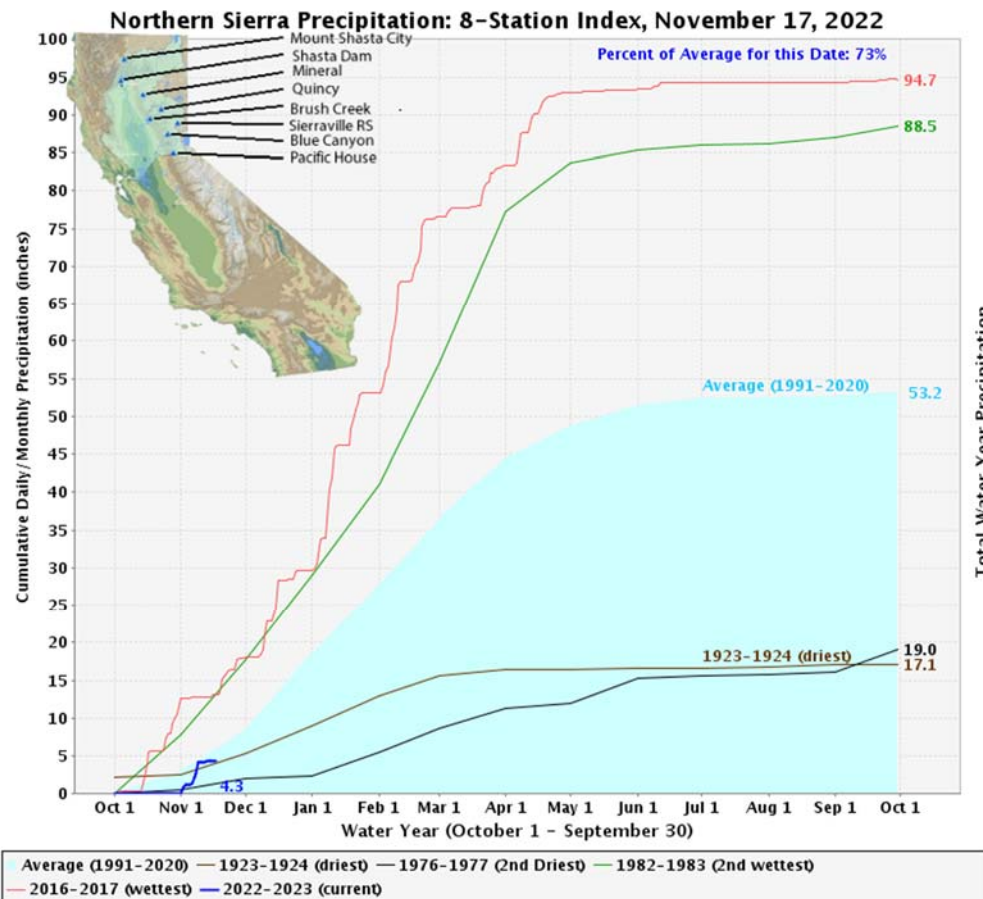 Northern Sierra Precipitation: 8-Station Index, November 17, 2022
Percent of Average for this Date: 73%
Mount Shasta City
Shasta Dam
Mineral
Quincy
Brush Creek
Sierraville RS
Blue Canyon
Pacific House
Cumulative Daily/Monthly Precipitation (inches)
100
95
90
85
80
75
70
65
60
55
50
45
40
35
30
25
20
15
10
5
0
94.7
88.5
Average (1991-2020)
53.2
1923-1924 (driest)
19.0
17.1
4.3
Total Water Year Precipitation
Oct 1 Nov 1 Dec 1 Jan 1 Feb 1 Mar 1 Apr 1 May 1 Jun 1 Jul 1 Aug 1 Sep 1 Oct 1
Water Year (October 1 - September 30)
Average (1991-2020) 1923-1924 (driest) 1976-1977 (2nd Driest) 1982-1983 (2nd wettest)
2016-2017 (wettest) 2022-2023 (current)